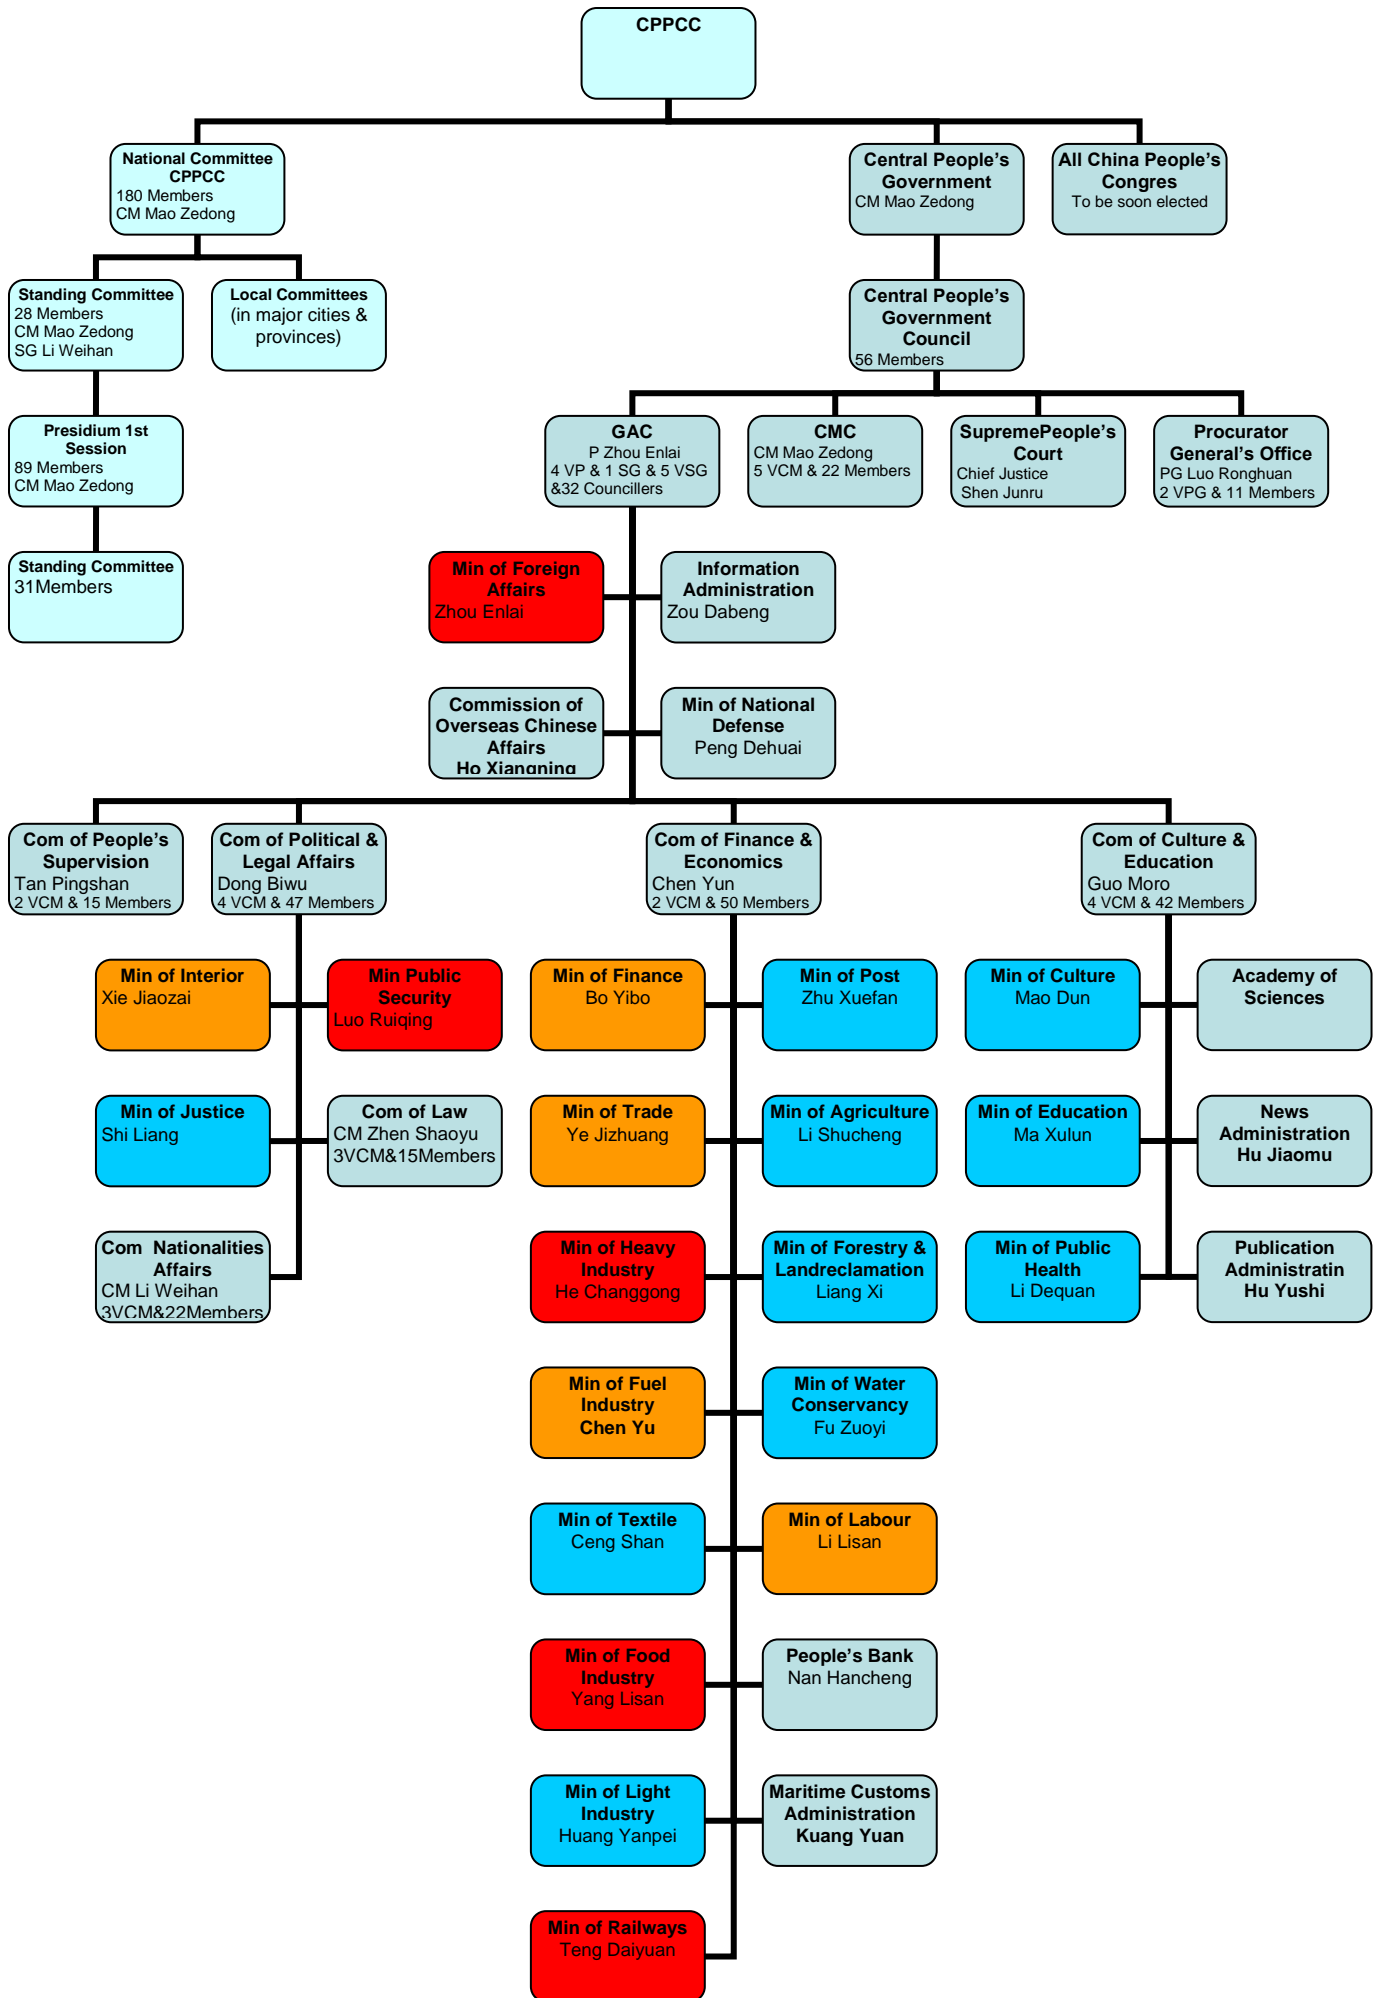 CPPCC
National Committee
CPPCC
180 Members
CM Mao Zedong
Central People's
Government
CM Mao Zedong
All China People's
Congres
To be soon elected
Standing Committee
28 Members
CM Mao Zedong
SG Li Weihan
Local Committees
(in major cities &
provinces)
Central People's
Government
Council
56 Members
Presidium 1st
Session
89 Members
CM Mao Zedong
GAC
P Zhou Enlai
4 VP & 1 SG & 5 VSG
&32 Councillers
CMC
CM Mao Zedong
5 VCM & 22 Members
SupremePeople's
Court
Chief Justice
Shen Junru
Procurator
General's Office
PG Luo Ronghuan
2 VPG & 11 Members
Standing Committee
31Members
Min of Foreign
Affairs
Zhou Enlai
Information
Administration
Zou Dabeng
Commission of
Overseas Chinese
Affairs
Ho Xiangning
Min of National
Defense
Peng Dehuai
Com of People's
Supervision
Tan Pingshan
2 VCM & 15 Members
Com of Political &
Legal Affairs
Dong Biwu
4 VCM & 47 Members
Com of Finance &
Economics
Chen Yun
2 VCM & 50 Members
Com of Culture &
Education
Guo Moro
4 VCM & 42 Members
Min of Interior
Xie Jiaozai
Min Public
Security
Luo Ruiqing
Min of Finance
Bo Yibo
Min of Post
Zhu Xuefan
Min of Culture
Mao Dun
Academy of
Sciences
Min of Justice
Shi Liang
Com of Law
CM Zhen Shaoyu
3VCM&15Members
Min of Trade
Ye Jizhuang
Min of Agriculture
Li Shucheng
Min of Education
Ma Xulun
News
Administration
Hu Jiaomu
Com  Nationalities
Affairs
CM Li Weihan
3VCM&22Members
Min of Heavy
Industry
He Changgong
Min of Forestry &
Landreclamation
Liang Xi
Min of Public
Health
Li Dequan
Publication
Administratin
Hu Yushi
Min of Fuel
Industry
Chen Yu
Min of Water
Conservancy
Fu Zuoyi
Min of Textile
Ceng Shan
Min of Labour
Li Lisan
Min of Food
Industry
Yang Lisan
People's Bank
Nan Hancheng
Min of Light
Industry
Huang Yanpei
Maritime Customs
Administration
Kuang Yuan
Min of Railways
Teng Daiyuan